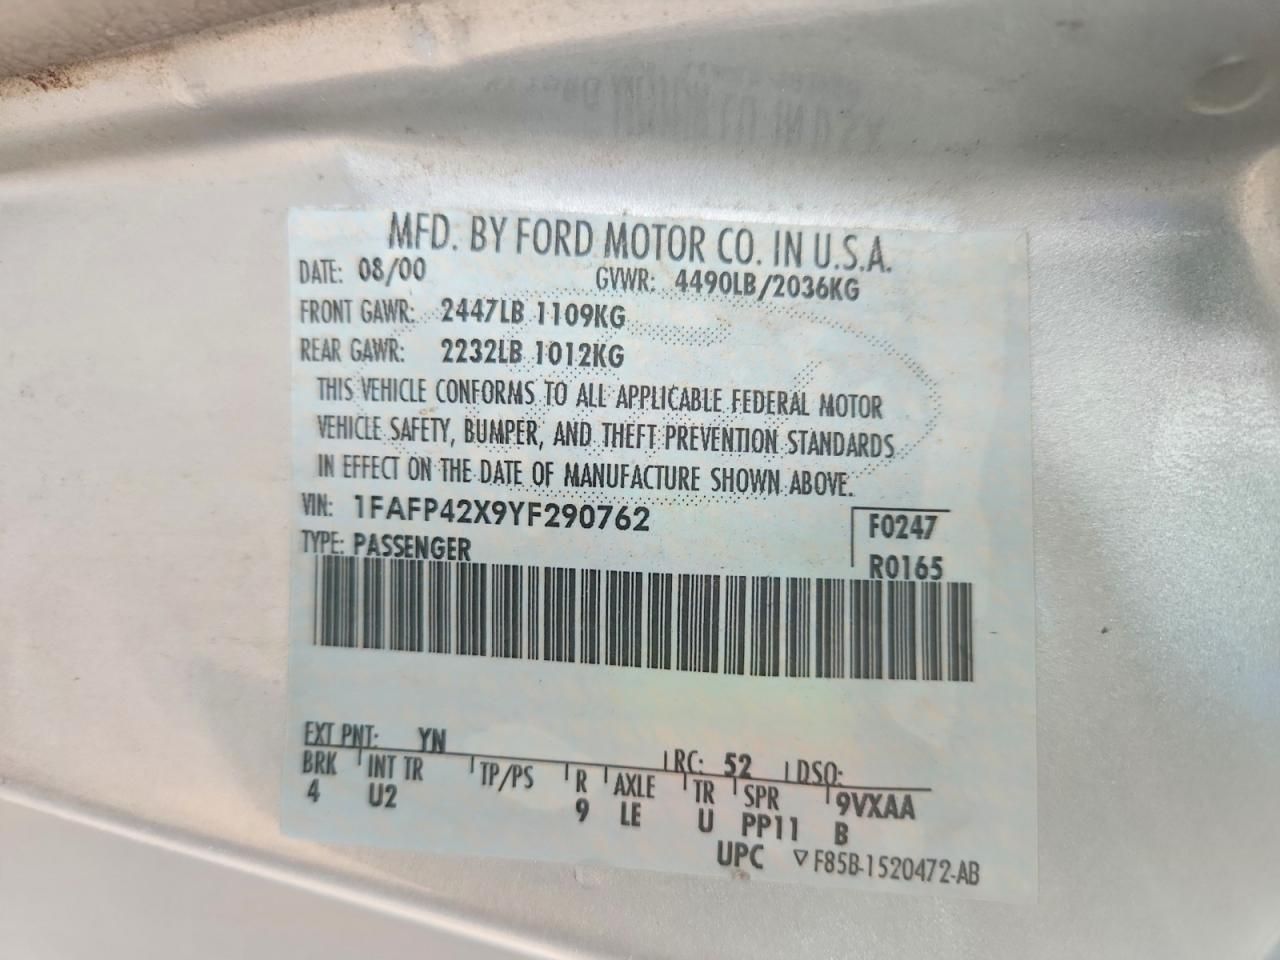 MFD. BY FORD MOTOR CO. IN U.S.A.
DATE: 08/00 GVWR: 4490LB/2036KG
FRONT GAWR: 2447LB 1109KG
REAR GAWR: 2232LB 1012KG
THIS VEHICLE CONFORMS TO ALL APPLICABLE FEDERAL MOTOR
VEHICLE SAFETY, BUMPER, AND THEFT PREVENTION STANDARDS
IN EFFECT ON THE DATE OF MANUFACTURE SHOWN ABOVE.
VIN: 1FAFP42X9YF290762
F0247
TYPE: PASSENGER
R0165
EXT PNT: YN RC: 52 DSO:
BRK INT TR TP/PS R AXLE TR SPR 9VXAA
4 U2 9 LE U PP11 B
UPC ▽F85B-1520472-AB